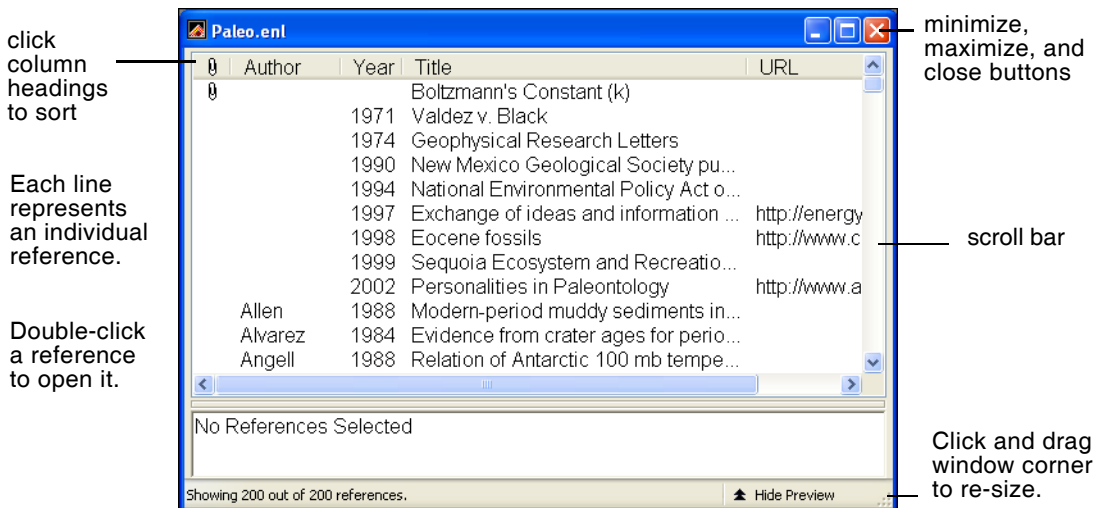 click
column
headings
to sort
Each line
represents
an individual
reference.
Double-click
a reference
to open it.
Paleo.enl
Author Year Title URL
Boltzmann's Constant (k)
1971 Valdez v. Black
1974 Geophysical Research Letters
1990 New Mexico Geological Society pu...
1994 National Environmental Policy Act o...
1997 Exchange of ideas and information ... http://energy
1998 Eocene fossils http://www.c
1999 Sequoia Ecosystem and Recreatio...
2002 Personalities in Paleontology http://www.a
Allen 1988 Modern-period muddy sediments in...
Alvarez 1984 Evidence from crater ages for perio...
Angell 1988 Relation of Antarctic 100 mb tempe...
No References Selected
Showing 200 out of 200 references. Hide Preview
minimize,
maximize, and
close buttons
scroll bar
Click and drag
window corner
to re-size.